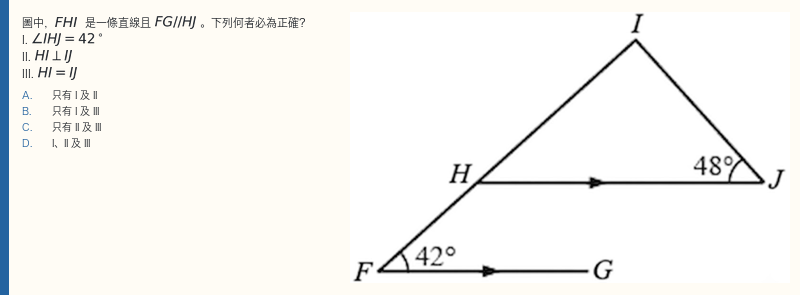 圖中，FHI 是一條直線且 FG//HJ 。下列何者必為正確?
I. ∠IHJ = 42°
II. HI ⊥ IJ
III. HI = IJ
A. 只有 I 及 II
B. 只有 I 及 III
C. 只有 II 及 III
D. I、II 及 III
I
H
48°
J
F
42°
G